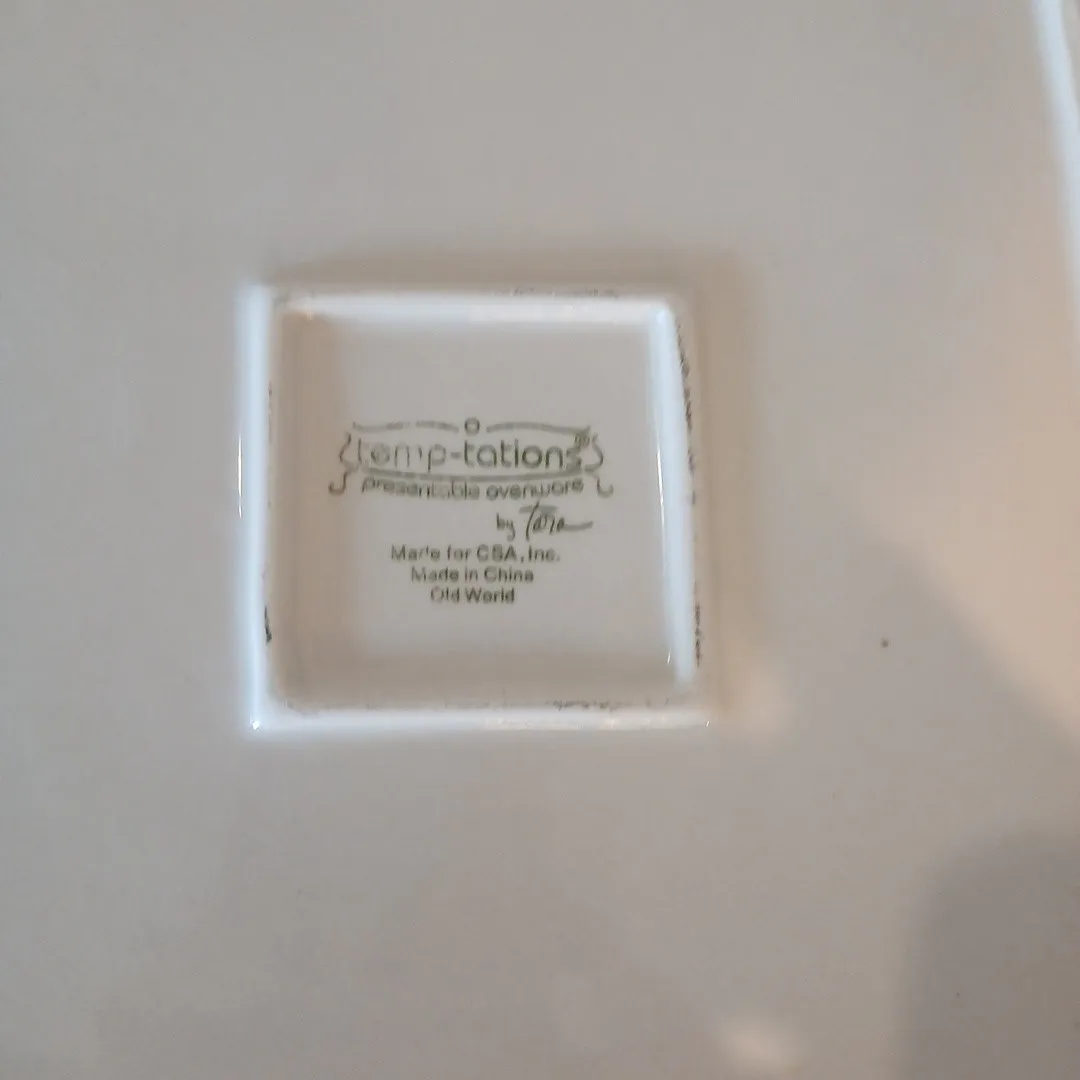 temp-tations®
presentable ovenware
by Tara
Made for CSA, Inc.
Made in China
Old World